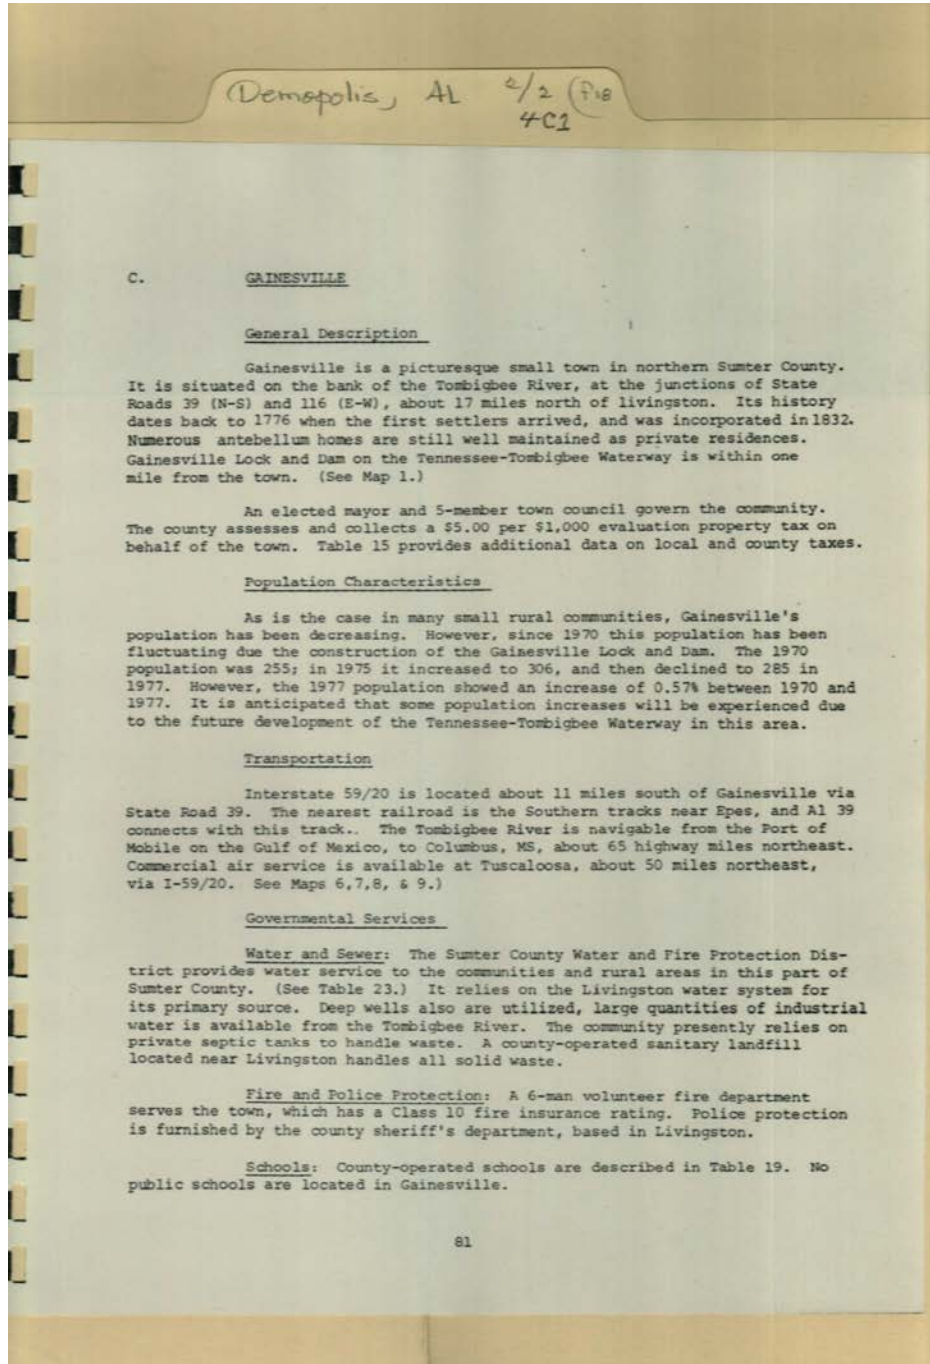 Demopolis, AL 2/2
4C1
C. GAINESVILLE
General Description
Gainesville is a picturesque small town in northern Sumter County.
It is situated on the bank of the Tombigbee River, at the junctions of State
Roads 39 (N-S) and 116 (E-W), about 17 miles north of livingston. Its history
dates back to 1776 when the first settlers arrived, and was incorporated in 1832.
Numerous antebellum homes are still well maintained as private residences.
Gainesville Lock and Dam on the Tennessee-Tombigbee Waterway is within one
mile from the town. (See Map 1.)
An elected mayor and 5-member town council govern the community.
The county assesses and collects a $5.00 per $1,000 evaluation property tax on
behalf of the town. Table 15 provides additional data on local and county taxes.
Population Characteristics
As is the case in many small rural communities, Gainesville's
population has been decreasing. However, since 1970 this population has been
fluctuating due the construction of the Gainesville Lock and Dam. The 1970
population was 255; in 1975 it increased to 306, and then declined to 285 in
1977. However, the 1977 population showed an increase of 0.57% between 1970 and
1977. It is anticipated that some population increases will be experienced due
to the future development of the Tennessee-Tombigbee Waterway in this area.
Transportation
Interstate 59/20 is located about 11 miles south of Gainesville via
State Road 39. The nearest railroad is the Southern tracks near Epes, and Al 39
connects with this track.. The Tombigbee River is navigable from the Port of
Mobile on the Gulf of Mexico, to Columbus, MS, about 65 highway miles northeast.
Commercial air service is available at Tuscaloosa, about 50 miles northeast,
via I-59/20. See Maps 6,7,8, & 9.)
Governmental Services
Water and Sewer: The Sumter County Water and Fire Protection Dis-
trict provides water service to the communities and rural areas in this part of
Sumter County. (See Table 23.) It relies on the Livingston water system for
its primary source. Deep wells also are utilized, large quantities of industrial
water is available from the Tombigbee River. The community presently relies on
private septic tanks to handle waste. A county-operated sanitary landfill
located near Livingston handles all solid waste.
Fire and Police Protection: A 6-man volunteer fire department
serves the town, which has a Class 10 fire insurance rating. Police protection
is furnished by the county sheriff's department, based in Livingston.
Schools: County-operated schools are described in Table 19. No
public schools are located in Gainesville.
81